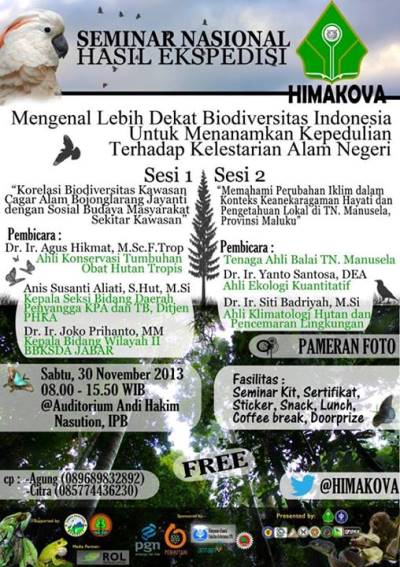 SEMINAR NASIONAL
HASIL EKSPEDISI
HIMAKOVA
Mengenal Lebih Dekat Biodiversitas Indonesia
Untuk Menanamkan Kepedulian
Terhadap Kelestarian Alam Negeri
Sesi 1
"Korelasi Biodiversitas Kawasan
Cagar Alam Bojonglarang Jayanti
dengan Sosial Budaya Masyarakat
Sekitar Kawasan"
Pembicara :
Dr. Ir. Agus Hikmat, M.Sc.F.Trop
Ahli Konservasi Tumbuhan
Obat Hutan Tropis
Anis Susanti Aliati, S.Hut, M.Si
Kepala Seksi Bidang Daerah
Penyangga KPA dan TB, Ditjen
PHKA
Dr. Ir. Joko Prihanto, MM
Kepala Bidang Wilayah II
BBKSDA JABAR
Sesi 2
"Memahami Perubahan Iklim dalam
Konteks Keanekaragaman Hayati dan
Pengetahuan Lokal di TN. Manusela,
Provinsi Maluku"
Pembicara :
Tenaga Ahli Balai TN. Manusela
Dr. Ir. Yanto Santosa, DEA
Ahli Ekologi Kuantitatif
Dr. Ir. Siti Badriyah, M.Si
Ahli Klimatologi Hutan dan
Pencemaran Lingkungan
PAMERAN FOTO
Sabtu, 30 November 2013
08.00 - 15.50 WIB
@Auditorium Andi Hakim
Nasution, IPB
Fasilitas :
Seminar Kit, Sertifikat,
Sticker, Snack, Lunch,
Coffee break, Doorprize
FREE
cp : -Agung (089689832892)
-Citra (085774436230)
@HIMAKOVA
Supported by :
Media Partner :
ROL
pgn
PERHAPPIAN
Presented by :